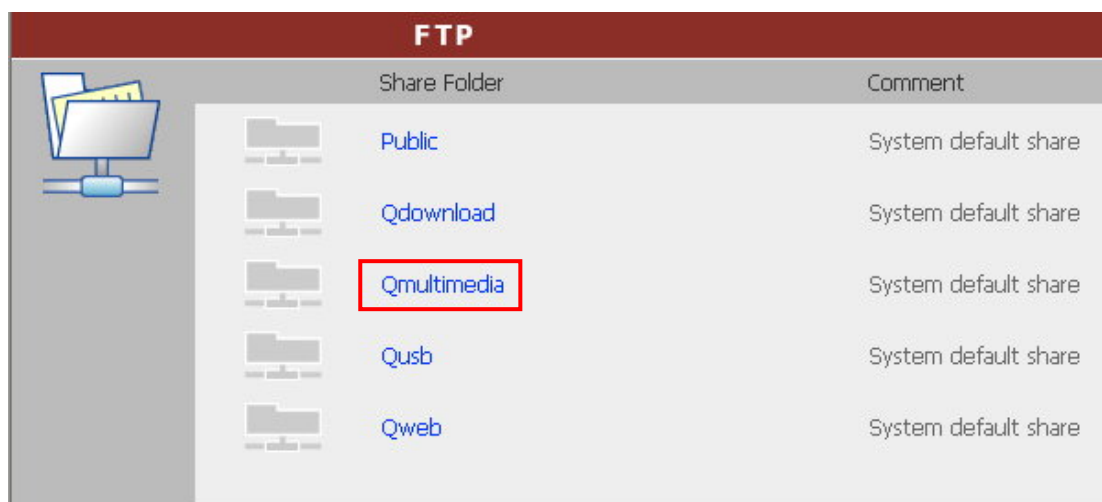 FTP
Share Folder Comment
Public System default share
Qdownload System default share
Qmultimedia System default share
Qusb System default share
Qweb System default share